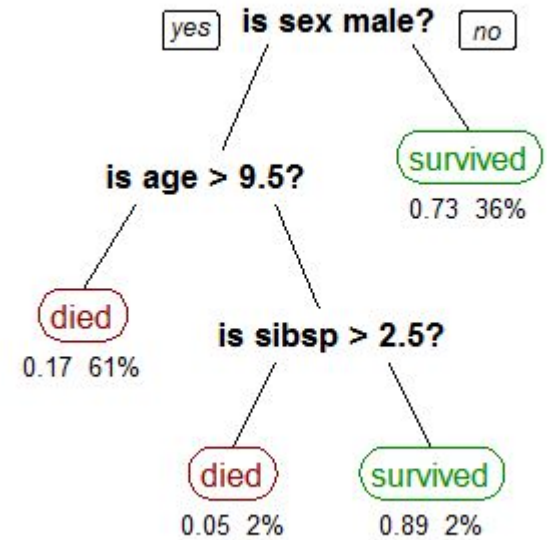 yes is sex male? no
survived
is age > 9.5?
0.73 36%
died
is sibsp > 2.5?
0.17 61%
died survived
0.05 2% 0.89 2%